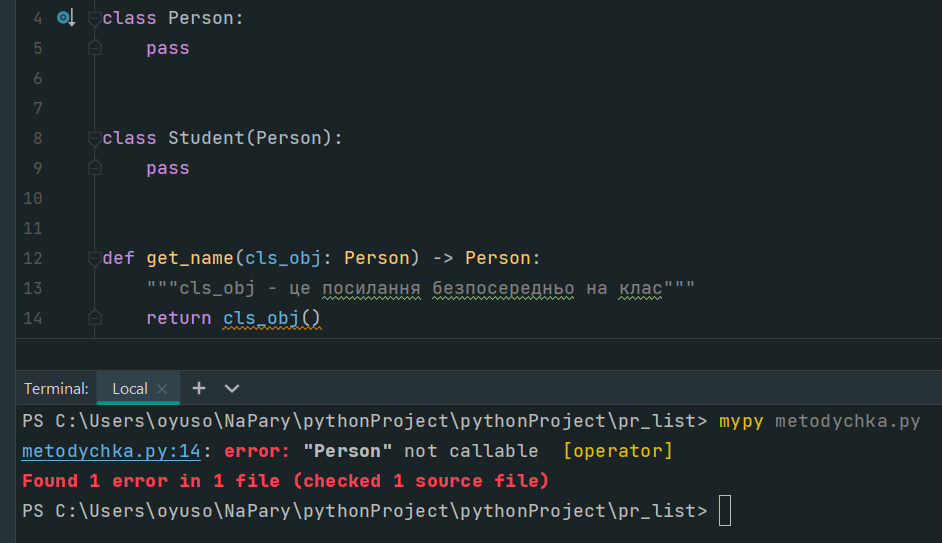 4 class Person:
5     pass
6
7
8 class Student(Person):
9     pass
10
11
12 def get_name(cls_obj: Person) -> Person:
13     """cls_obj - це посилання безпосередньо на клас"""
14     return cls_obj()
Terminal: Local × +
PS C:\Users\oyuso\NaPary\pythonProject\pythonProject\pr_list> mypy metodychka.py
metodychka.py:14: error: "Person" not callable  [operator]
Found 1 error in 1 file (checked 1 source file)
PS C:\Users\oyuso\NaPary\pythonProject\pythonProject\pr_list>